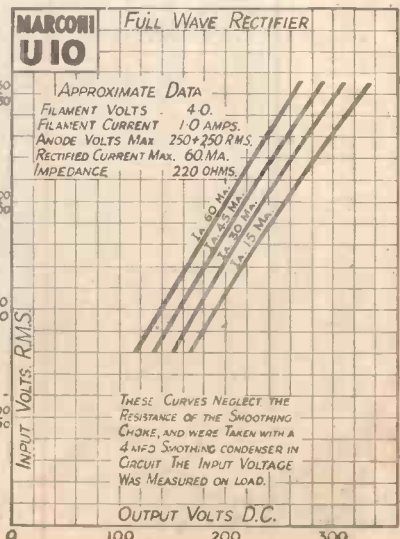 MARCONI
U 10
FULL WAVE RECTIFIER
APPROXIMATE DATA
FILAMENT VOLTS . 4·0.
FILAMENT CURRENT 1·0 AMPS.
ANODE VOLTS MAX 250+250 RMS.
RECTIFIED CURRENT MAX. 60 MA.
IMPEDANCE 220 OHMS.
IA. 60 MA.
IA. 45 MA.
IA. 30 MA.
IA. 15 MA.
INPUT VOLTS. R.M.S.
THESE CURVES NEGLECT THE
RESISTANCE OF THE SMOOTHING
CHOKE, AND WERE TAKEN WITH A
4 MFD SMOTHING CONDENSER IN
CIRCUIT THE INPUT VOLTAGE
WAS MEASURED ON LOAD.
OUTPUT VOLTS D.C.
0 100 200 300